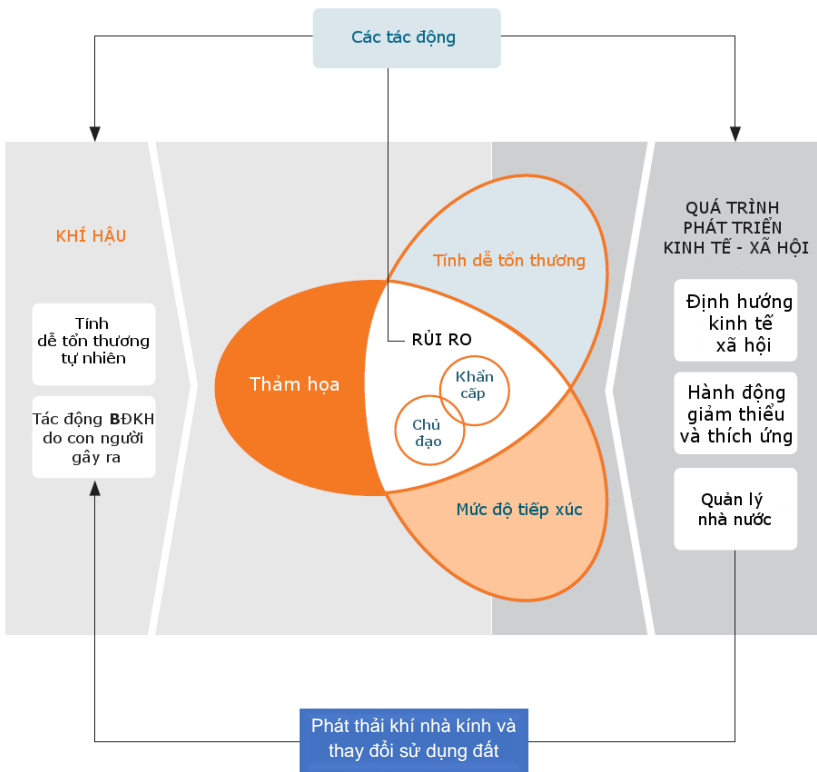 Các tác động
KHÍ HẬU
Tính
dễ tổn thương
tự nhiên
Tác động BĐKH
do con người
gây ra
Thảm họa
Tính dễ tổn thương
RỦI RO
Khẩn
cấp
Chủ
đạo
Mức độ tiếp xúc
QUÁ TRÌNH
PHÁT TRIỂN
KINH TẾ - XÃ HỘI
Định hướng
kinh tế
xã hội
Hành động
giảm thiểu
và thích ứng
Quản lý
nhà nước
Phát thải khí nhà kính và
thay đổi sử dụng đất